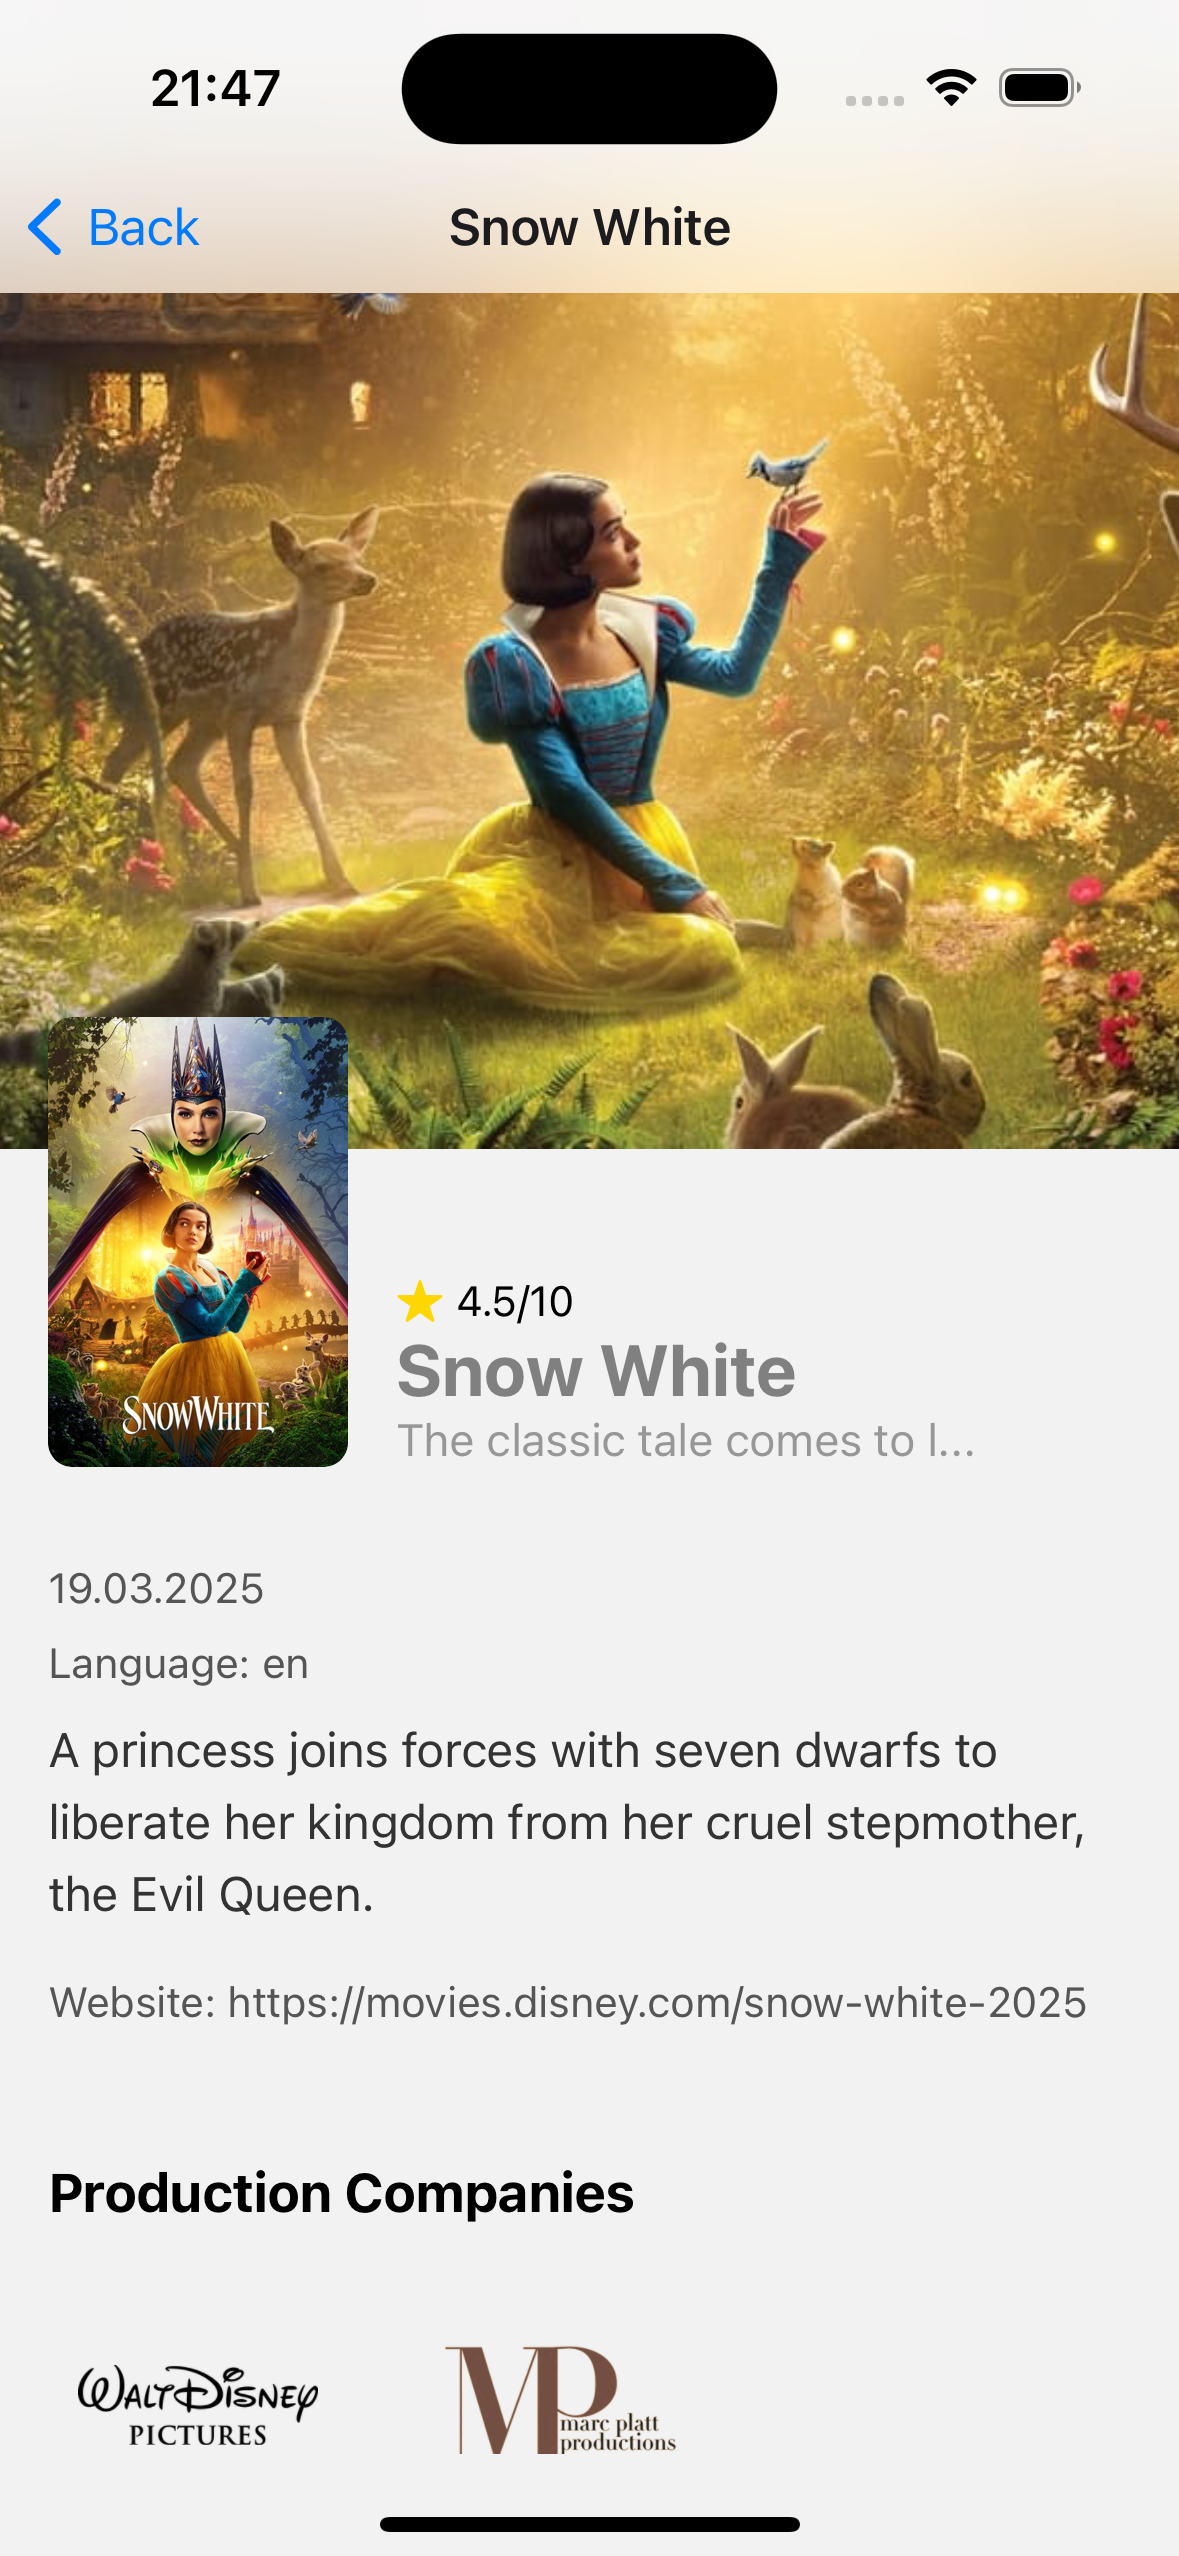 21:47
Back
Snow White
SNOWWHITE
4.5/10
Snow White
The classic tale comes to l...
19.03.2025
Language: en
A princess joins forces with seven dwarfs to
liberate her kingdom from her cruel stepmother,
the Evil Queen.
Website: https://movies.disney.com/snow-white-2025
Production Companies
WALT DISNEY
PICTURES
MP
marc platt
productions